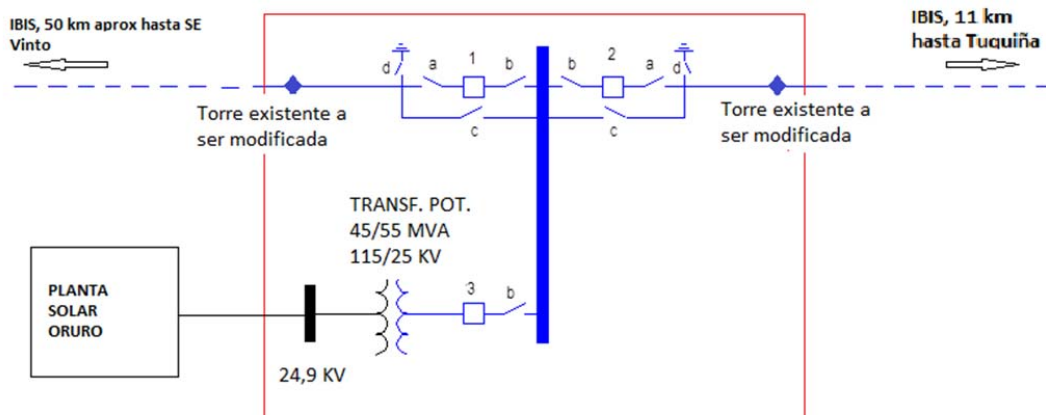 IBIS, 50 km aprox hasta SE
Vinto
IBIS, 11 km
hasta Tuquiña
d
a
1
b
b
2
a
d
c
c
Torre existente a
ser modificada
Torre existente a
ser modificada
TRANSF. POT.
45/55 MVA
115/25 KV
PLANTA
SOLAR
ORURO
3
b
24,9 KV